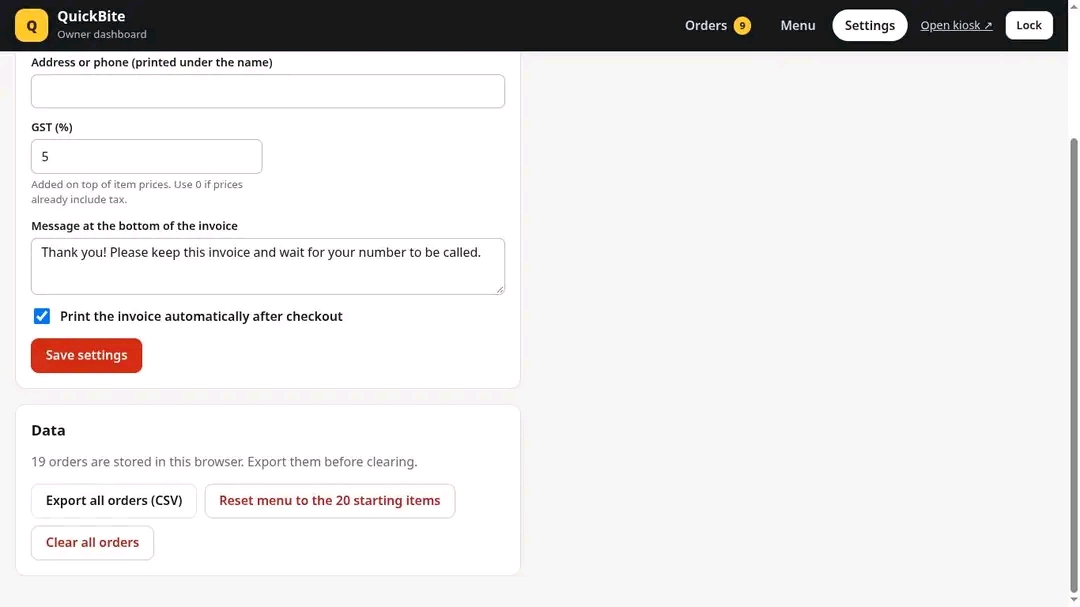 Q
QuickBite
Owner dashboard
Orders 9
Menu
Settings
Open kiosk ↗
Lock
Address or phone (printed under the name)
GST (%)
5
Added on top of item prices. Use 0 if prices
already include tax.
Message at the bottom of the invoice
Thank you! Please keep this invoice and wait for your number to be called.
Print the invoice automatically after checkout
Save settings
Data
19 orders are stored in this browser. Export them before clearing.
Export all orders (CSV)
Reset menu to the 20 starting items
Clear all orders